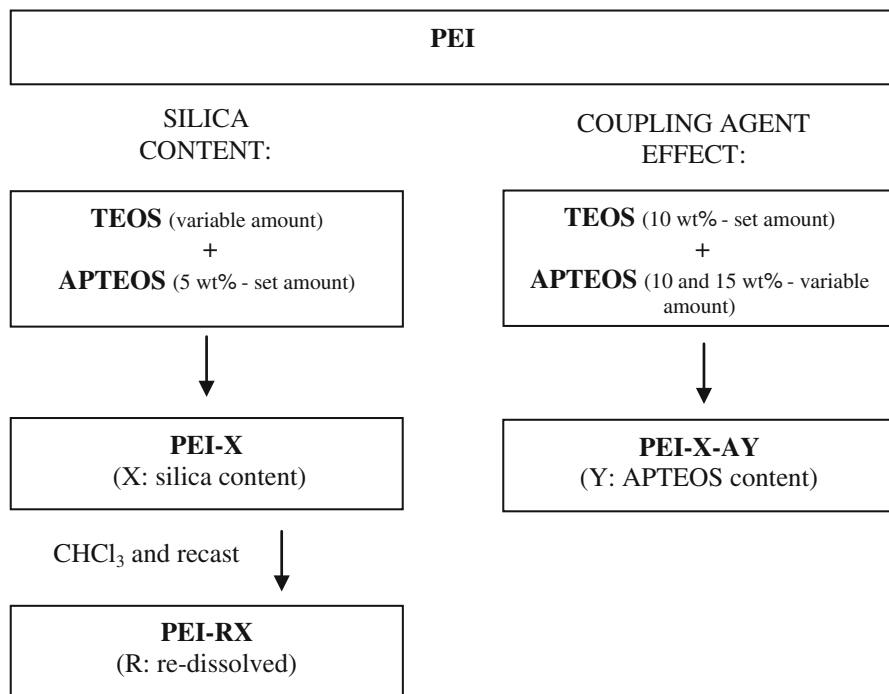 PEI
SILICA
CONTENT:
TEOS (variable amount)
+
APTEOS (5 wt% - set amount)
PEI-X
(X: silica content)
CHCl₃ and recast
PEI-RX
(R: re-dissolved)
COUPLING AGENT
EFFECT:
TEOS (10 wt% - set amount)
+
APTEOS (10 and 15 wt% - variable
amount)
PEI-X-AY
(Y: APTEOS content)